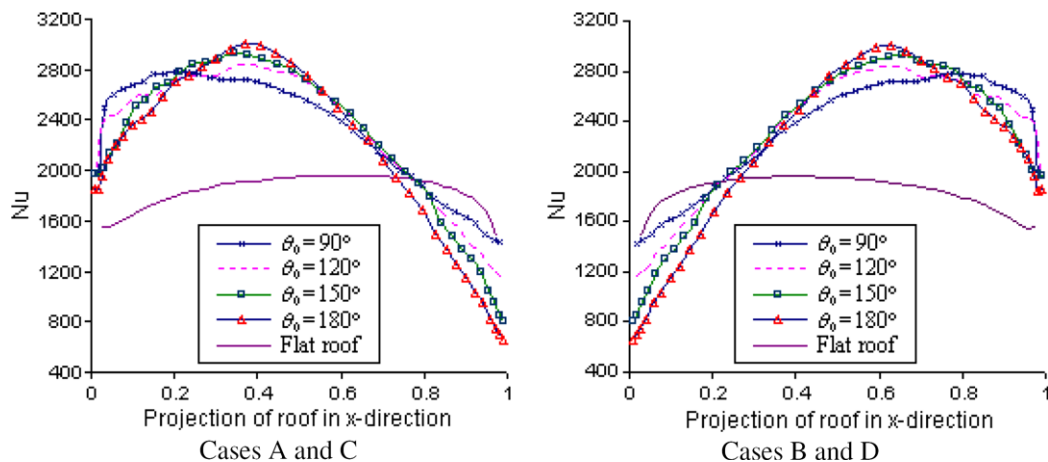 3200
2800
2400
2000
1600
1200
800
400
Nu
θ₀ = 90°
θ₀ = 120°
θ₀ = 150°
θ₀ = 180°
Flat roof
0
0.2
0.4
0.6
0.8
1
Projection of roof in x-direction
Cases A and C
3200
2800
2400
2000
1600
1200
800
400
Nu
θ₀ = 90°
θ₀ = 120°
θ₀ = 150°
θ₀ = 180°
Flat roof
0
0.2
0.4
0.6
0.8
1
Projection of roof in x-direction
Cases B and D